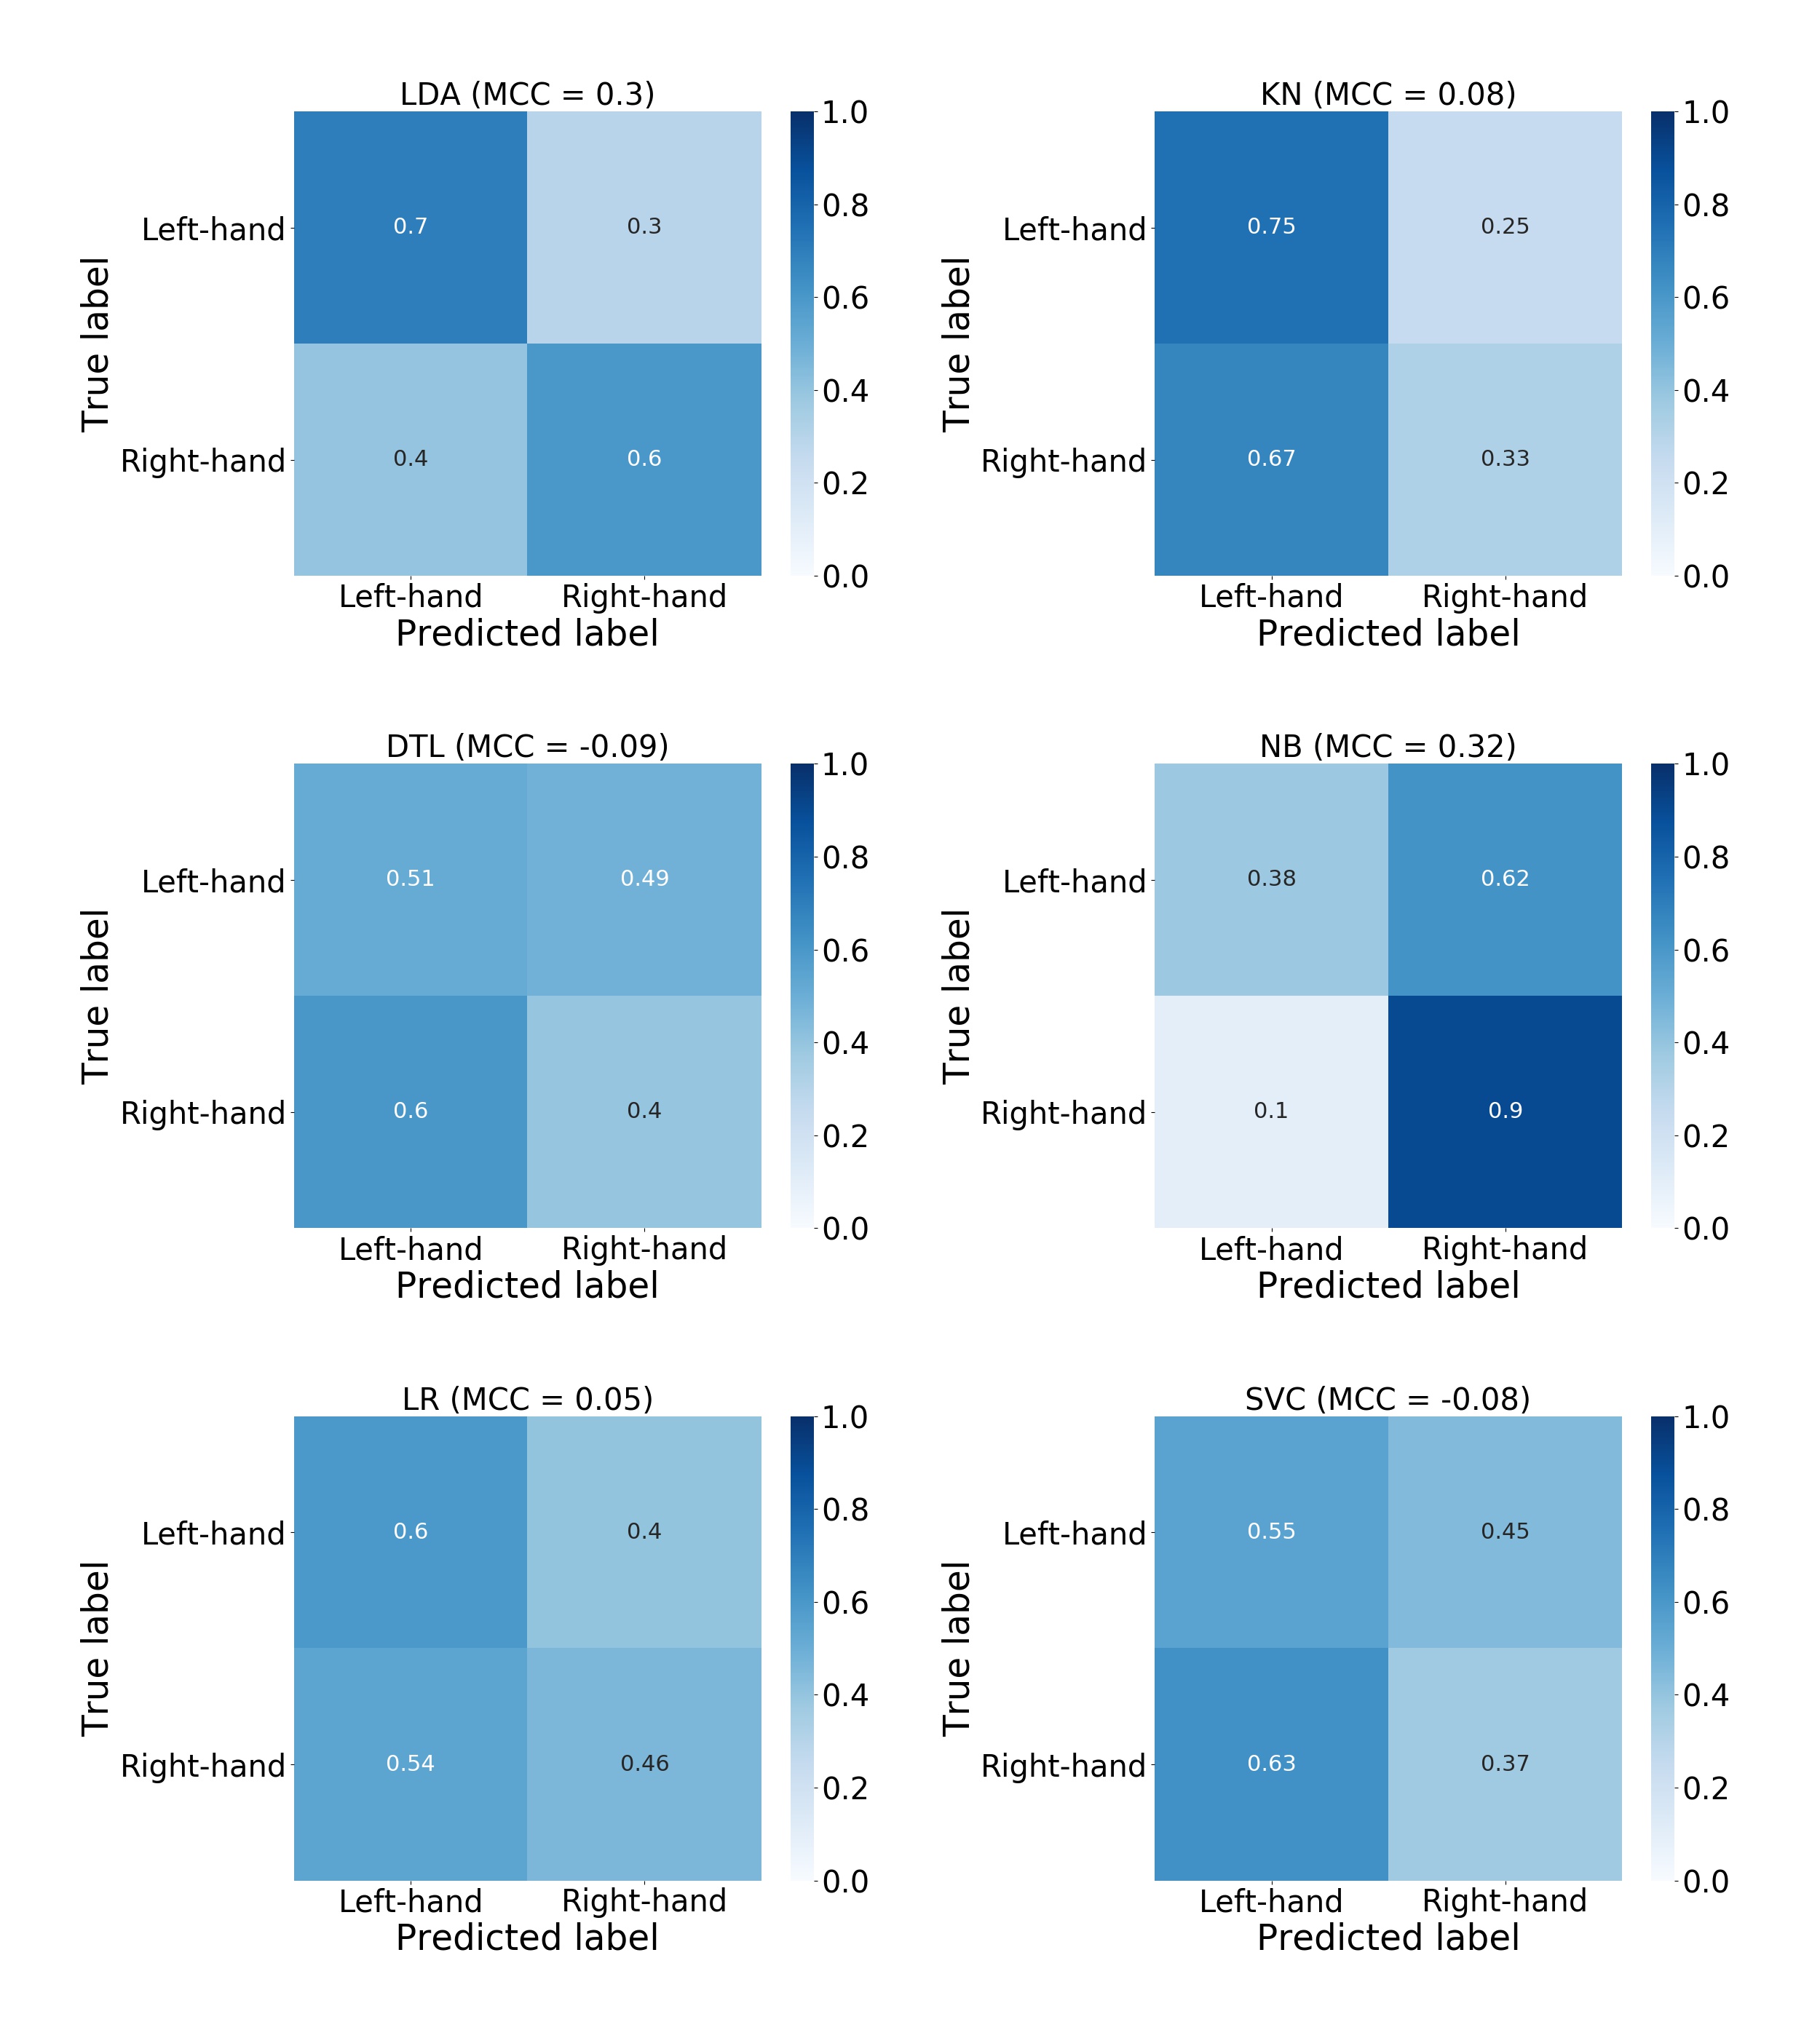 LDA (MCC = 0.3)
1.0
0.8
0.6
0.4
0.2
0.0
True label
Left-hand
0.7 0.3
Right-hand
0.4 0.6
Left-hand Right-hand
Predicted label
KN (MCC = 0.08)
1.0
0.8
0.6
0.4
0.2
0.0
True label
Left-hand
0.75 0.25
Right-hand
0.67 0.33
Left-hand Right-hand
Predicted label
DTL (MCC = -0.09)
1.0
0.8
0.6
0.4
0.2
0.0
True label
Left-hand
0.51 0.49
Right-hand
0.6 0.4
Left-hand Right-hand
Predicted label
NB (MCC = 0.32)
1.0
0.8
0.6
0.4
0.2
0.0
True label
Left-hand
0.38 0.62
Right-hand
0.1 0.9
Left-hand Right-hand
Predicted label
LR (MCC = 0.05)
1.0
0.8
0.6
0.4
0.2
0.0
True label
Left-hand
0.6 0.4
Right-hand
0.54 0.46
Left-hand Right-hand
Predicted label
SVC (MCC = -0.08)
1.0
0.8
0.6
0.4
0.2
0.0
True label
Left-hand
0.55 0.45
Right-hand
0.63 0.37
Left-hand Right-hand
Predicted label